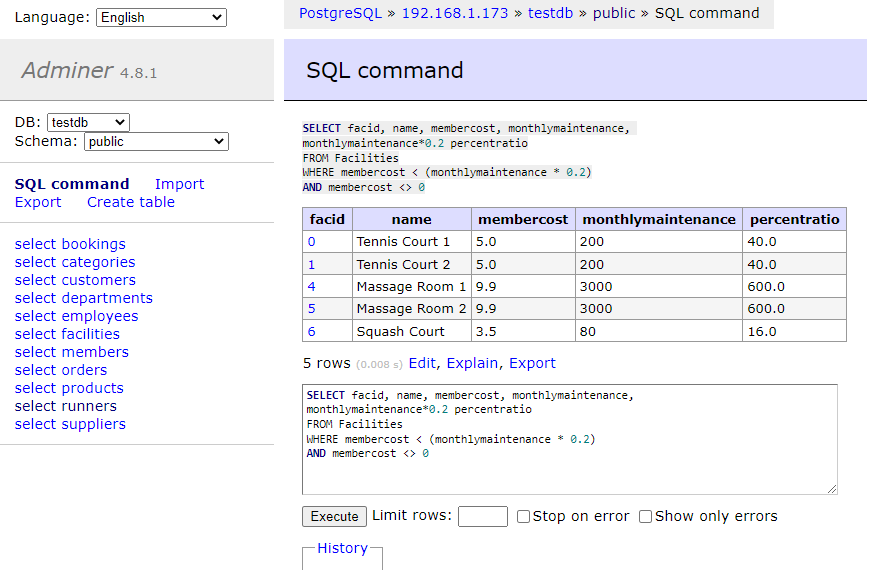 Language: English
PostgreSQL » 192.168.1.173 » testdb » public » SQL command
Adminer 4.8.1
SQL command
DB: testdb
Schema: public
SQL command Import
Export Create table
select bookings
select categories
select customers
select departments
select employees
select facilities
select members
select orders
select products
select runners
select suppliers
SELECT facid, name, membercost, monthlymaintenance,
monthlymaintenance*0.2 percentratio
FROM Facilities
WHERE membercost < (monthlymaintenance * 0.2)
AND membercost <> 0
facid name membercost monthlymaintenance percentratio
0 Tennis Court 1 5.0 200 40.0
1 Tennis Court 2 5.0 200 40.0
4 Massage Room 1 9.9 3000 600.0
5 Massage Room 2 9.9 3000 600.0
6 Squash Court 3.5 80 16.0
5 rows (0.008 s) Edit, Explain, Export
SELECT facid, name, membercost, monthlymaintenance,
monthlymaintenance*0.2 percentratio
FROM Facilities
WHERE membercost < (monthlymaintenance * 0.2)
AND membercost <> 0
Execute Limit rows: Stop on error Show only errors
History